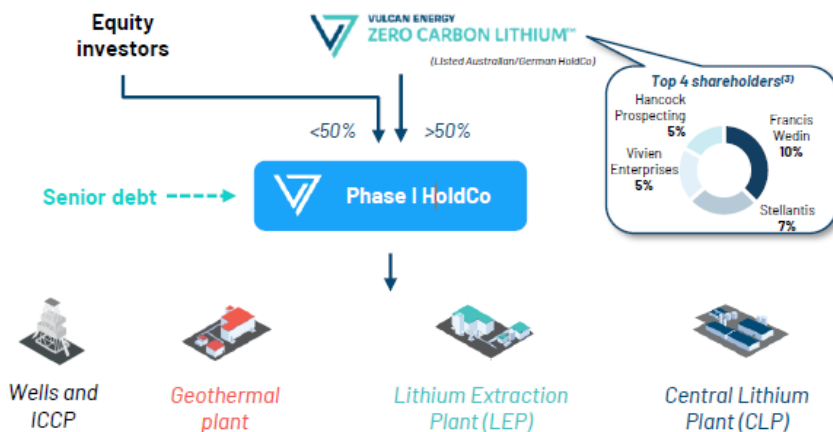 Equity
investors
VULCAN ENERGY
ZERO CARBON LITHIUM™
(Listed Australian/German HoldCo)
Top 4 shareholders(3)
Hancock
Prospecting
5%
Francis
Wedin
10%
Vivien
Enterprises
5%
Stellantis
7%
<50%
>50%
Senior debt
Phase I HoldCo
Wells and
ICCP
Geothermal
plant
Lithium Extraction
Plant (LEP)
Central Lithium
Plant (CLP)